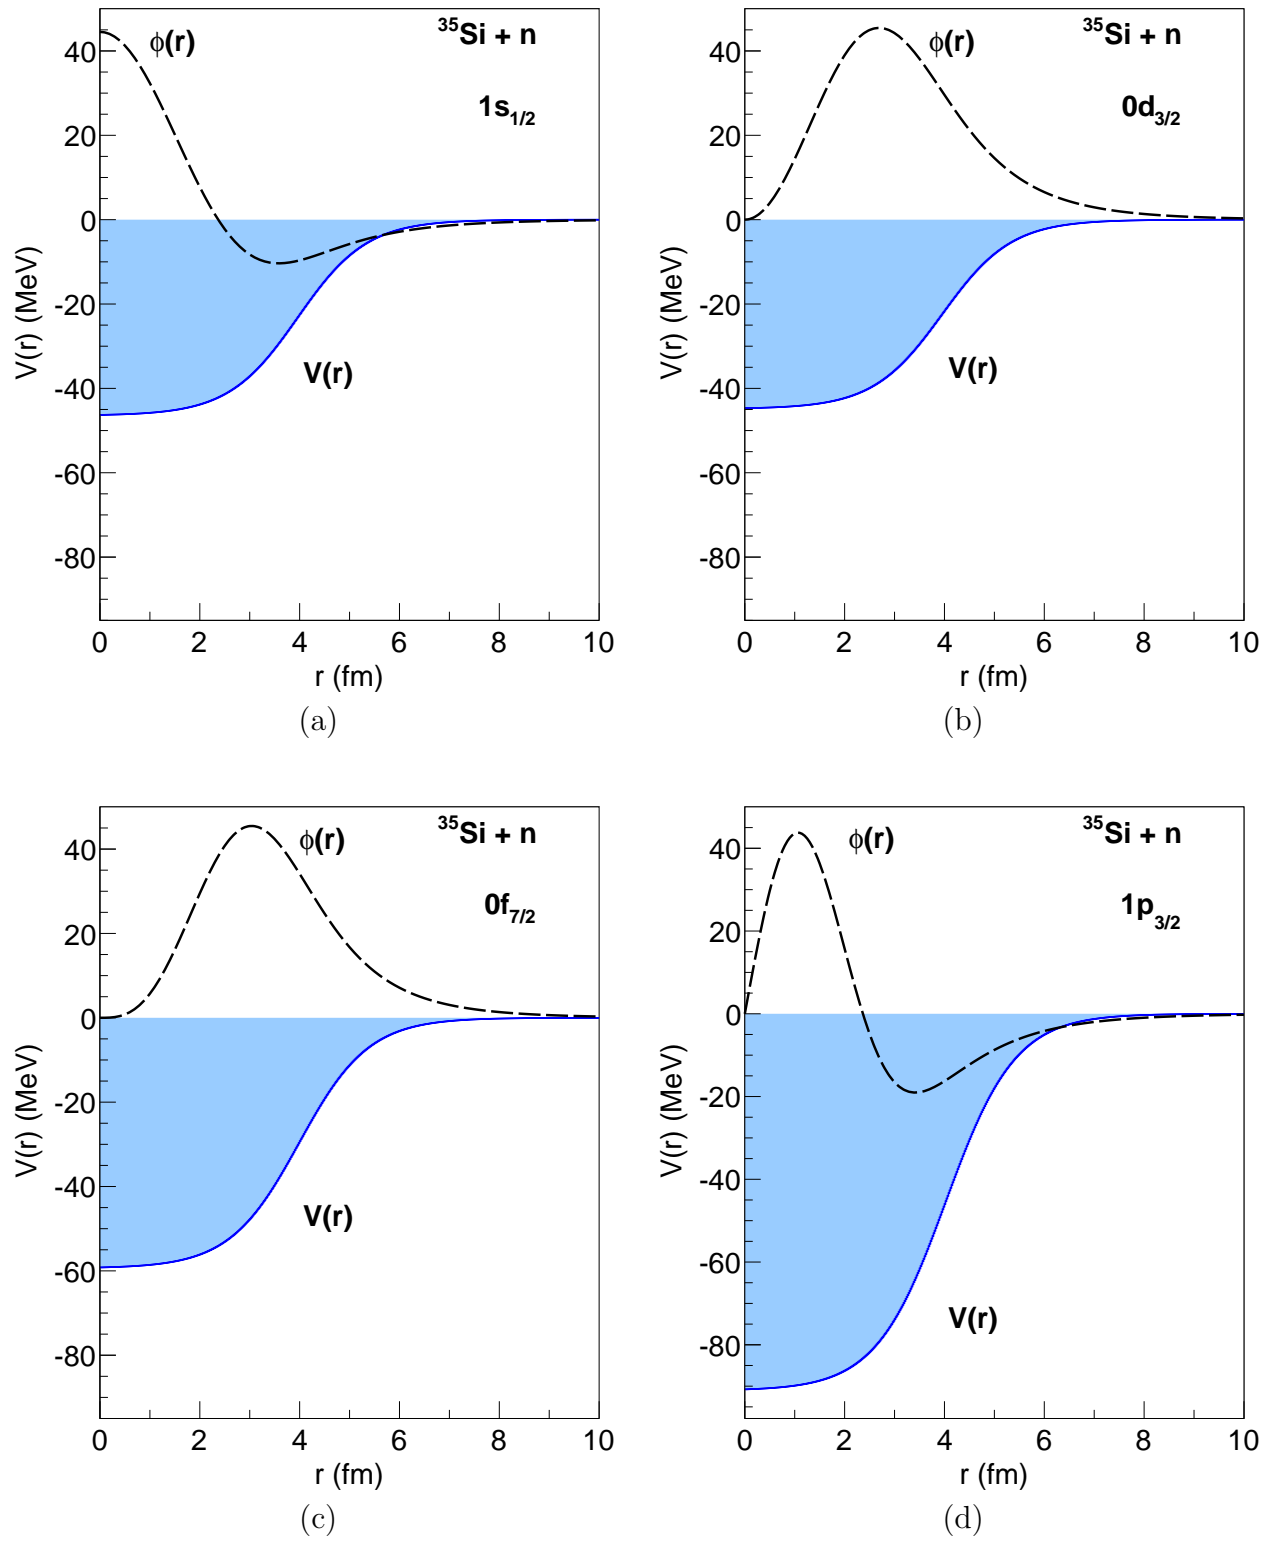 ϕ(r)
³⁵Si + n
1s₁/₂
V(r)
V(r) (MeV)
40
20
0
-20
-40
-60
-80
0 2 4 6 8 10
r (fm)
(a)
ϕ(r)
³⁵Si + n
0d₃/₂
V(r)
V(r) (MeV)
40
20
0
-20
-40
-60
-80
0 2 4 6 8 10
r (fm)
(b)
ϕ(r)
³⁵Si + n
0f₇/₂
V(r)
V(r) (MeV)
40
20
0
-20
-40
-60
-80
0 2 4 6 8 10
r (fm)
(c)
ϕ(r)
³⁵Si + n
1p₃/₂
V(r)
V(r) (MeV)
40
20
0
-20
-40
-60
-80
0 2 4 6 8 10
r (fm)
(d)